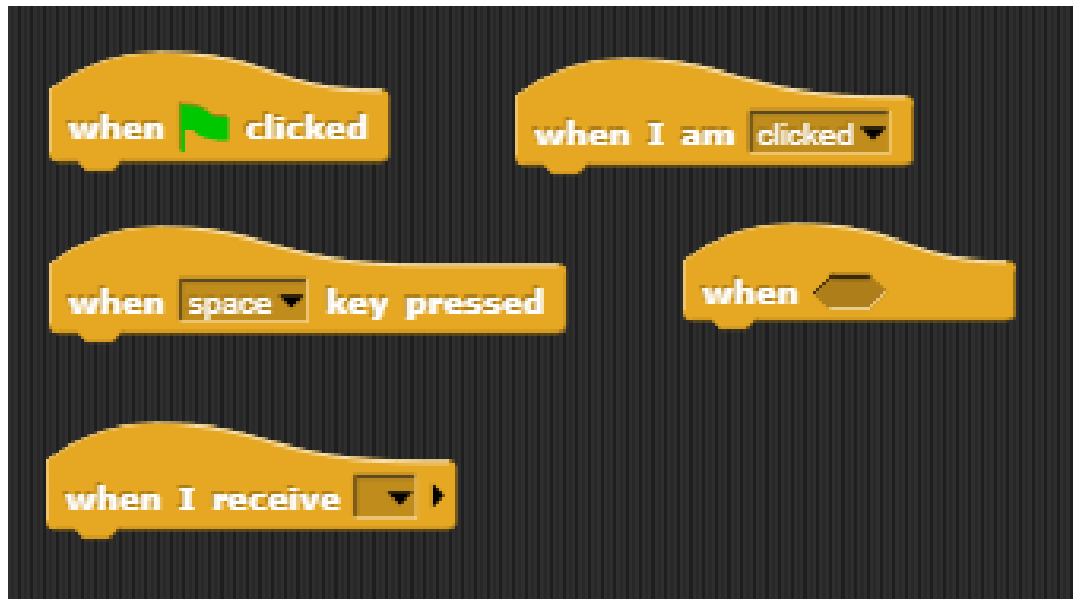 when clicked
when I am clicked
when space key pressed
when
when I receive